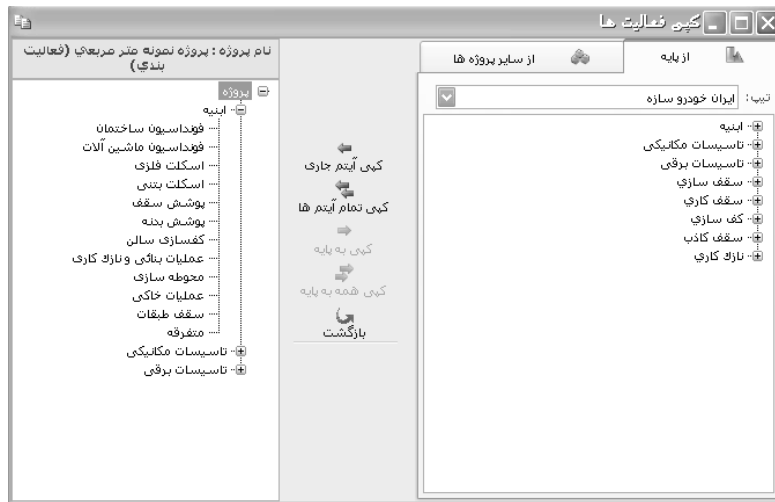 کپی فعالیت ها
از پایه
از سایر پروژه ها
تیپ: ایران خودرو سازه
ابنیه
تاسیسات مکانیکی
تاسیسات برقی
سقف سازي
سقف کاري
کف سازي
سقف کاذب
نازك کاري
کپی آیتم جاری
کپی تمام آیتم ها
کپی به پایه
کپی همه به پایه
بازگشت
نام پروژه : پروژه نمونه متر مربعي (فعالیت
بندي)
پروژه
ابنیه
فونداسیون ساختمان
فونداسیون ماشین آلات
اسکلت فلزی
اسکلت بتنی
پوشش سقف
پوشش بدنه
کفسازی سالن
عملیات بنائی و نازك کاری
محوطه سازی
عملیات خاکی
سقف طبقات
متفرقه
تاسیسات مکانیکی
تاسیسات برقی